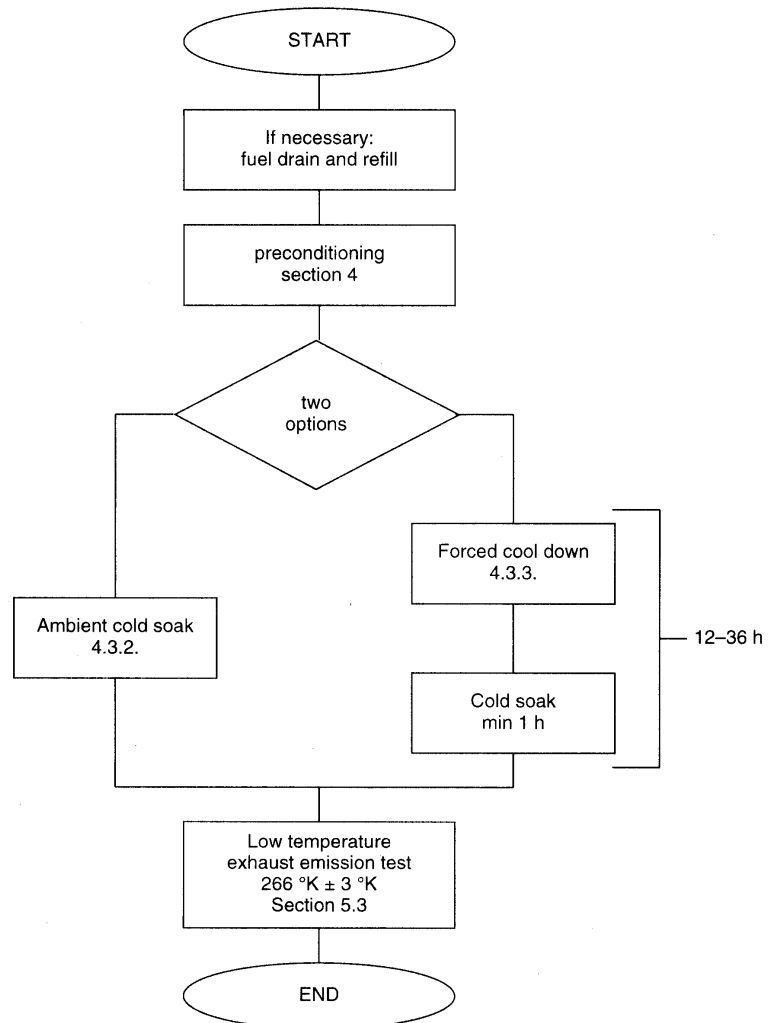 START
If necessary:
fuel drain and refill
preconditioning
section 4
two
options
Forced cool down
4.3.3.
Ambient cold soak
4.3.2.
12–36 h
Cold soak
min 1 h
Low temperature
exhaust emission test
266 °K ± 3 °K
Section 5.3
END